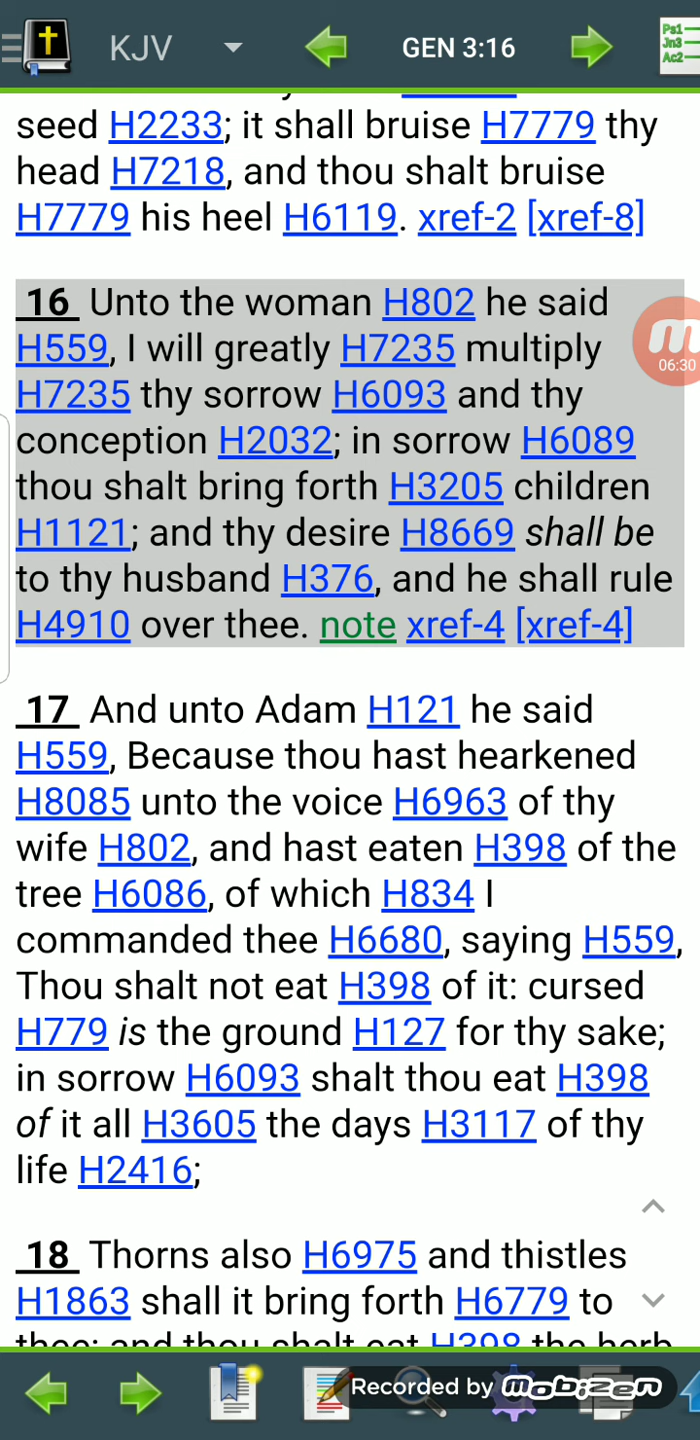 KJV GEN 3:16 Ps1 Jn3 Ac2
seed H2233; it shall bruise H7779 thy
head H7218, and thou shalt bruise
H7779 his heel H6119. xref-2 [xref-8]
16 Unto the woman H802 he said
H559, I will greatly H7235 multiply
H7235 thy sorrow H6093 and thy
conception H2032; in sorrow H6089
thou shalt bring forth H3205 children
H1121; and thy desire H8669 shall be
to thy husband H376, and he shall rule
H4910 over thee. note xref-4 [xref-4]
06:30
17 And unto Adam H121 he said
H559, Because thou hast hearkened
H8085 unto the voice H6963 of thy
wife H802, and hast eaten H398 of the
tree H6086, of which H834 I
commanded thee H6680, saying H559,
Thou shalt not eat H398 of it: cursed
H779 is the ground H127 for thy sake;
in sorrow H6093 shalt thou eat H398
of it all H3605 the days H3117 of thy
life H2416;
18 Thorns also H6975 and thistles
H1863 shall it bring forth H6779 to
thee; and thou shalt eat H398 the herb
Recorded by mobizen